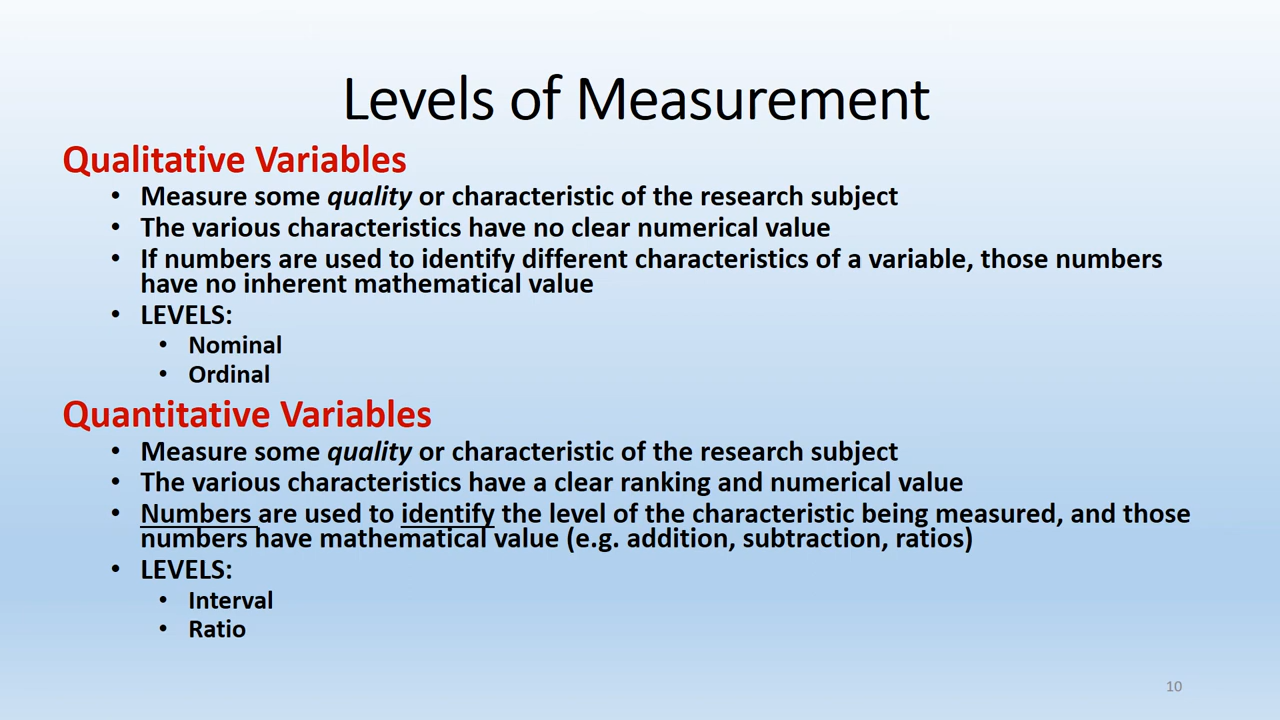 Levels of Measurement
Qualitative Variables
• Measure some quality or characteristic of the research subject
• The various characteristics have no clear numerical value
• If numbers are used to identify different characteristics of a variable, those numbers
have no inherent mathematical value
• LEVELS:
• Nominal
• Ordinal
Quantitative Variables
• Measure some quality or characteristic of the research subject
• The various characteristics have a clear ranking and numerical value
• Numbers are used to identify the level of the characteristic being measured, and those
numbers have mathematical value (e.g. addition, subtraction, ratios)
• LEVELS:
• Interval
• Ratio
10